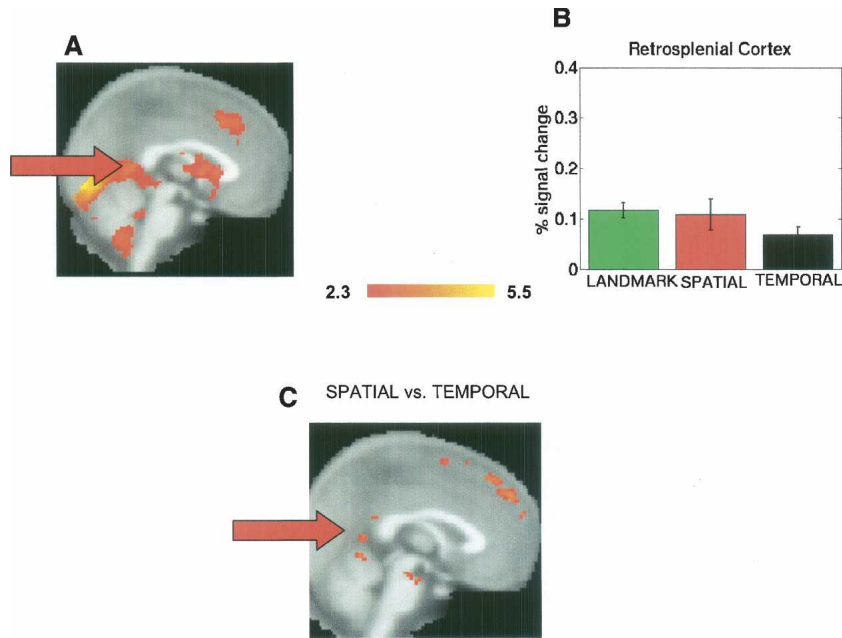 A
B
Retrosplenial Cortex
0.4
0.3
0.2
0.1
0
% signal change
LANDMARK SPATIAL TEMPORAL
2.3 5.5
C SPATIAL vs. TEMPORAL